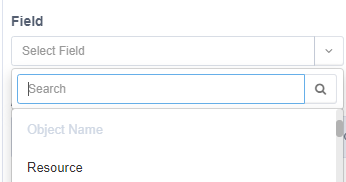 Field
Select Field
Search
Object Name
Resource